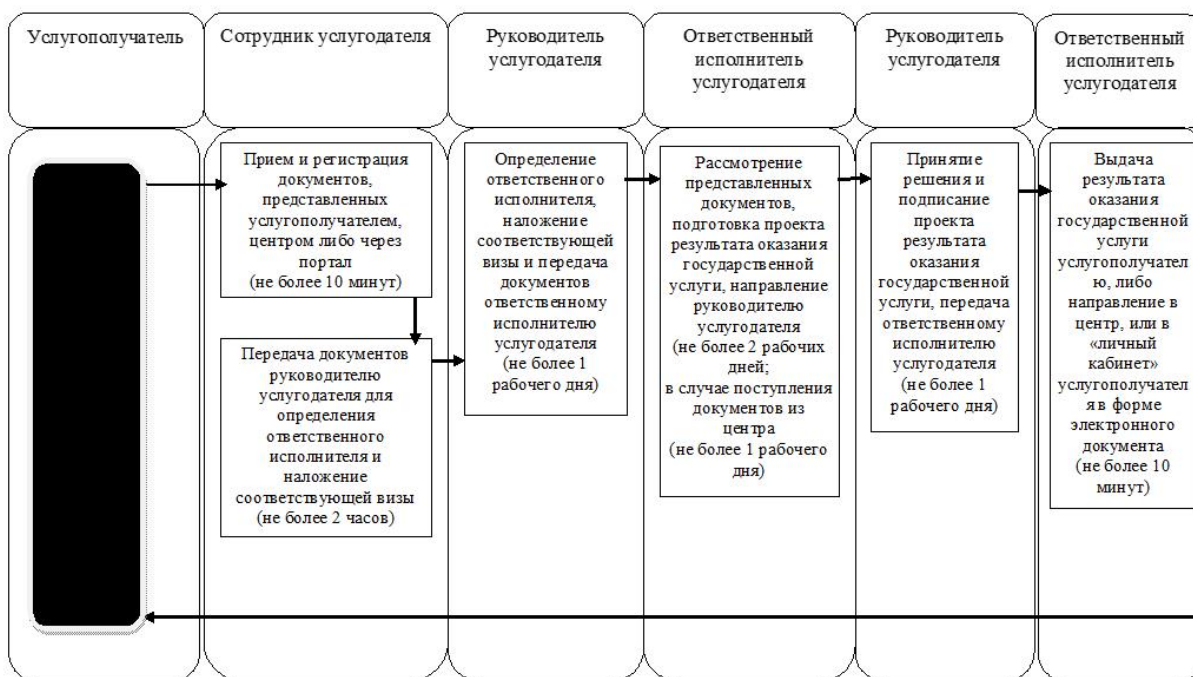 Услугополучатель
Сотрудник услугодателя
Руководитель
услугодателя
Ответственный
исполнитель
услугодателя
Руководитель
услугодателя
Ответственный
исполнитель
услугодателя
Прием и регистрация
документов,
представленных
услугополучателем,
центром либо через
портал
(не более 10 минут)
Передача документов
руководителю
услугодателя для
определения
ответственного
исполнителя и
наложение
соответствующей визы
(не более 2 часов)
Определение
ответственного
исполнителя,
наложение
соответствующей
визы и передача
документов
ответственному
исполнителю
услугодателя
(не более 1
рабочего дня)
Рассмотрение
представленных
документов,
подготовка проекта
результата оказания
государственной
услуги, направление
руководителю
услугодателя
(не более 2 рабочих
дней;
в случае поступления
документов из
центра
(не более 1 рабочего
дня)
Принятие
решения и
подписание
проекта
результата
оказания
государственной
услуги, передача
ответственному
исполнителю
услугодателя
(не более 1
рабочего дня)
Выдача
результата
оказания
государственной
услуги
услугополучател
ю, либо
направление в
центр, или в
«личный
кабинет»
услугополучател
я в форме
электронного
документа
(не более 10
минут)